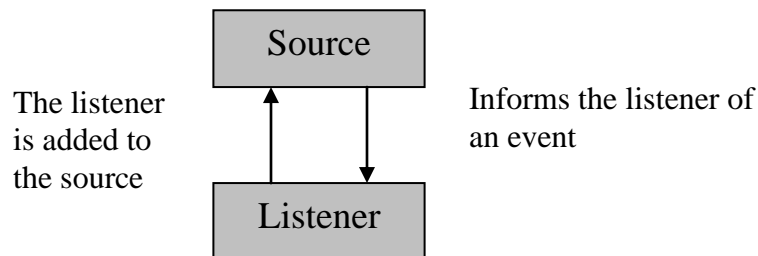 Source
The listener
is added to
the source
Informs the listener of
an event
Listener